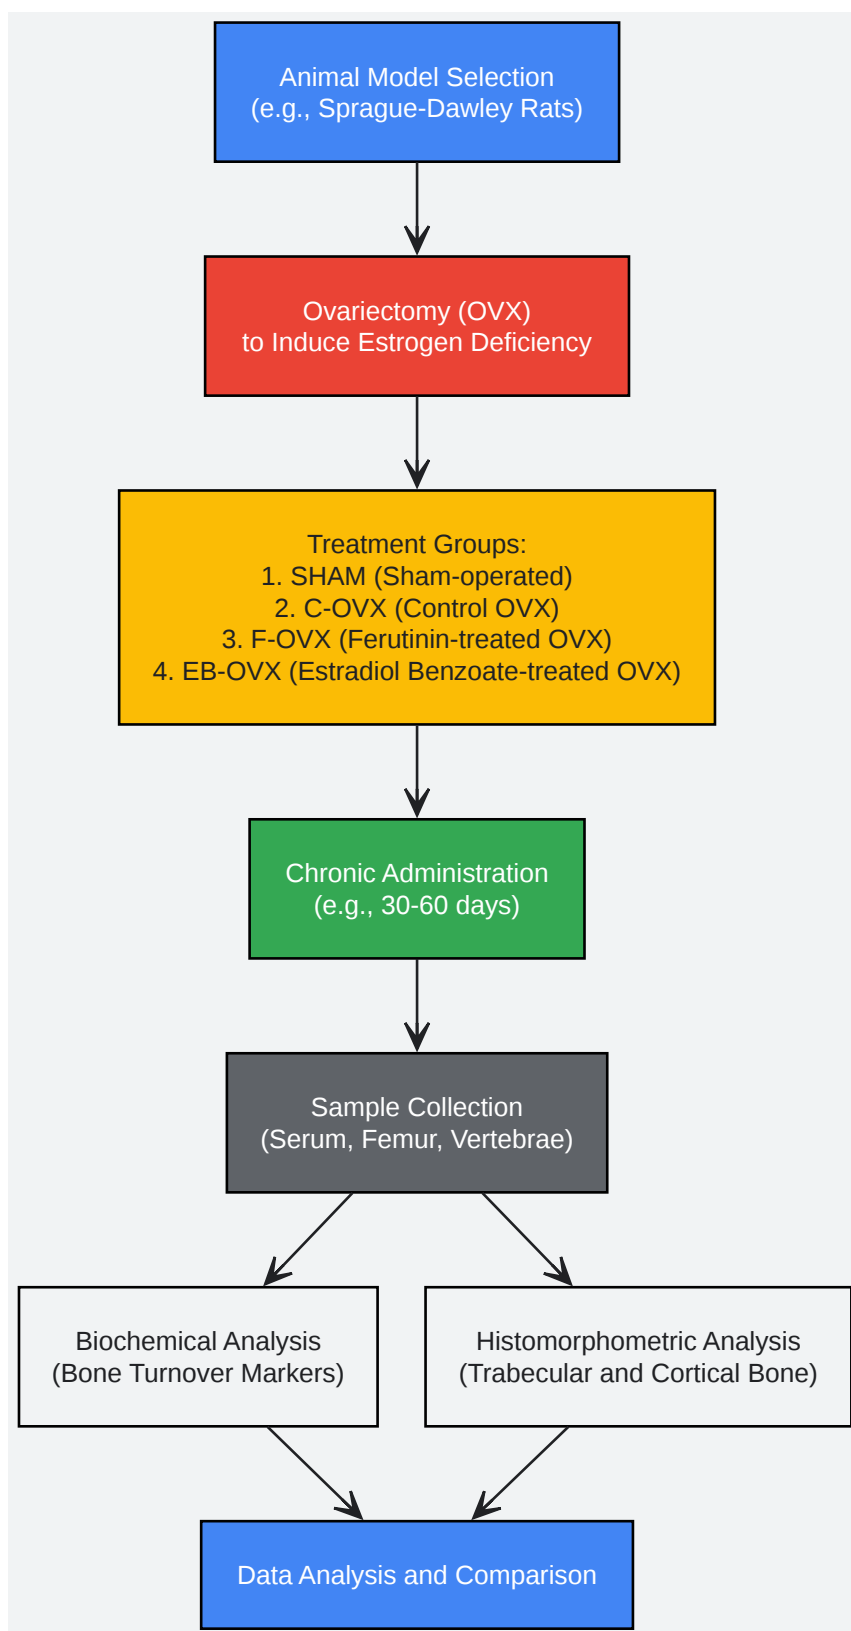 Animal Model Selection
(e.g., Sprague-Dawley Rats)
Ovariectomy (OVX)
to Induce Estrogen Deficiency
Treatment Groups:
1. SHAM (Sham-operated)
2. C-OVX (Control OVX)
3. F-OVX (Ferutinin-treated OVX)
4. EB-OVX (Estradiol Benzoate-treated OVX)
Chronic Administration
(e.g., 30-60 days)
Sample Collection
(Serum, Femur, Vertebrae)
Biochemical Analysis
(Bone Turnover Markers)
Histomorphometric Analysis
(Trabecular and Cortical Bone)
Data Analysis and Comparison